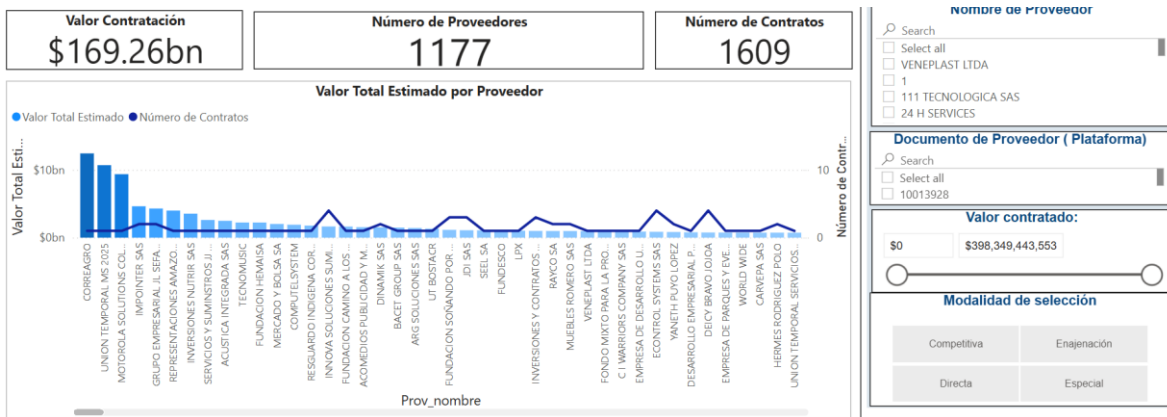 Valor Contratación
$169.26bn
Número de Proveedores
1177
Número de Contratos
1609
Valor Total Estimado por Proveedor
Valor Total Estimado Número de Contratos
Valor Total Esti...
$10bn
$0bn
10
0
Número de Contr...
CORREAGRO
UNION TEMPORAL MS 2025
MOTOROLA SOLUTIONS COL...
IMPOINTER SAS
GRUPO EMPRESARIAL JL SEFA...
REPRESENTACIONES AMAZO...
INVERSIONES NUTRIR SAS
SERVICIOS Y SUMINSTROS JJ...
ACUSTICA INTEGRADA SAS
TECNOMUSIC
FUNDACION HEMAISA
MERCADO Y BOLSA SA
COMPUTELSYSTEM
RESGUARDO INDIGENA COR...
INNOVA SOLUCIONES SUMI...
FUNDACION CAMINO A LOS...
ACOMEDIOS PUBLICIDAD Y M...
DINAMIK SAS
BACET GROUP SAS
ARG SOLUCIONES SAS
UT BDOSTACR
FUNDACION SOÑANDO POR...
JDI SAS
SEEL SA
FUNDESCO
LPX
INVERSIONES Y CONTRATOS...
RAYCO SA
MUEBLES ROMERO SAS
VENEPLAST LTDA
FONDO MIXTO PARA LA PRO...
C I WARRIORS COMPANY SAS
EMPRESA DE DESARROLLO U...
ECONTROL SYSTEMS SAS
YANETH PUYO LOPEZ
DESARROLLO EMPRESARIAL P...
DEICY BRAVO JOJOA
EMPRESA DE PARQUES Y EVE...
WORLD WIDE
CARVEPA SAS
HERMES RODRIGUEZ POLO
UNION TEMPORAL SERVICIOS...
Prov_nombre
Nombre de Proveedor
Search
Select all
VENEPLAST LTDA
1
111 TECNOLOGICA SAS
24 H SERVICES
Documento de Proveedor ( Plataforma)
Search
Select all
10013928
Valor contratado:
$0 $398,349,443,553
Modalidad de selección
Competitiva Enajenación
Directa Especial